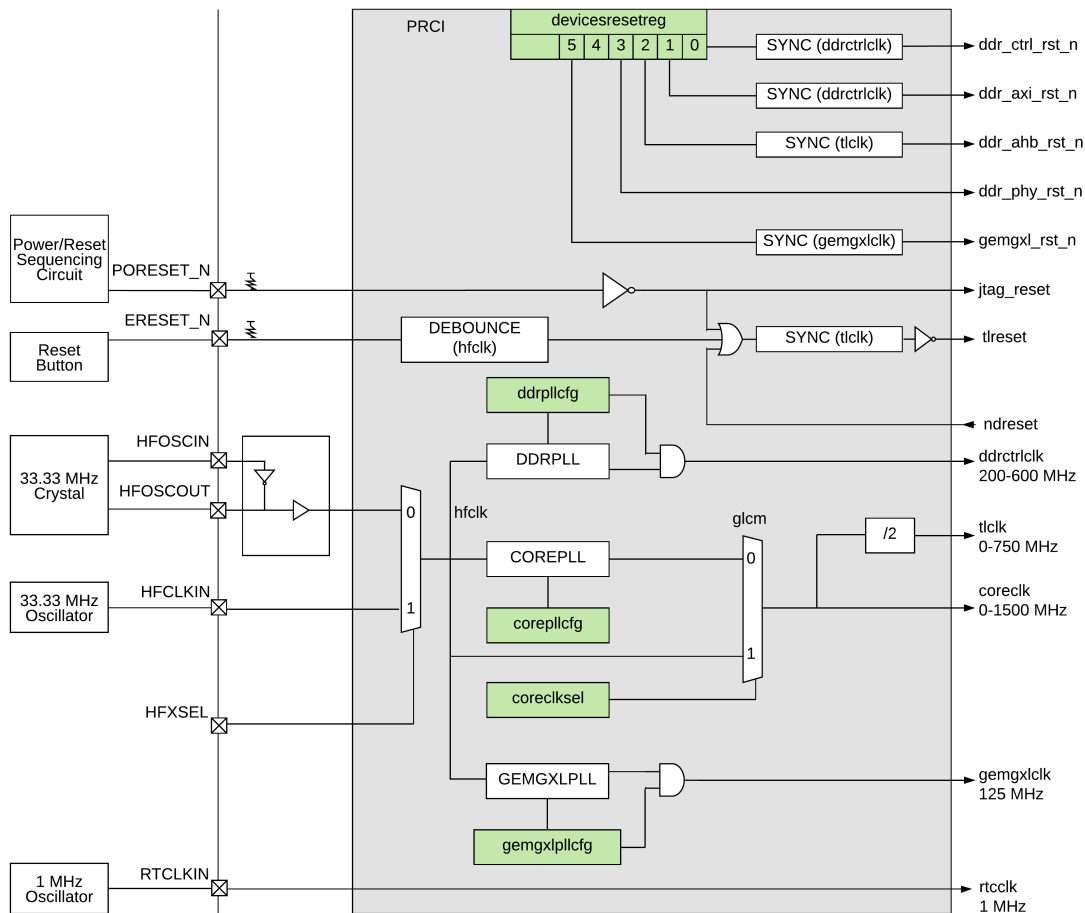 PRCI
devicesresetreg
5 4 3 2 1 0
SYNC (ddrctrlclk)
ddr_ctrl_rst_n
SYNC (ddrctrlclk)
ddr_axi_rst_n
SYNC (tlclk)
ddr_ahb_rst_n
ddr_phy_rst_n
SYNC (gemgxlclk)
gemgxl_rst_n
Power/Reset
Sequencing
Circuit
PORESET_N
jtag_reset
Reset
Button
ERESET_N
DEBOUNCE
(hfclk)
SYNC (tlclk)
tlreset
ndreset
ddrpllcfg
DDRPLL
ddrctrlclk
200-600 MHz
33.33 MHz
Crystal
HFOSCIN
HFOSCOUT
0
1
hfclk
glcm
COREPLL
0
1
corepllcfg
/2
tlclk
0-750 MHz
coreclk
0-1500 MHz
33.33 MHz
Oscillator
HFCLKIN
coreclksel
HFXSEL
GEMGXLPLL
gemgxlclk
125 MHz
gemgxlpllcfg
1 MHz
Oscillator
RTCLKIN
rtcclk
1 MHz